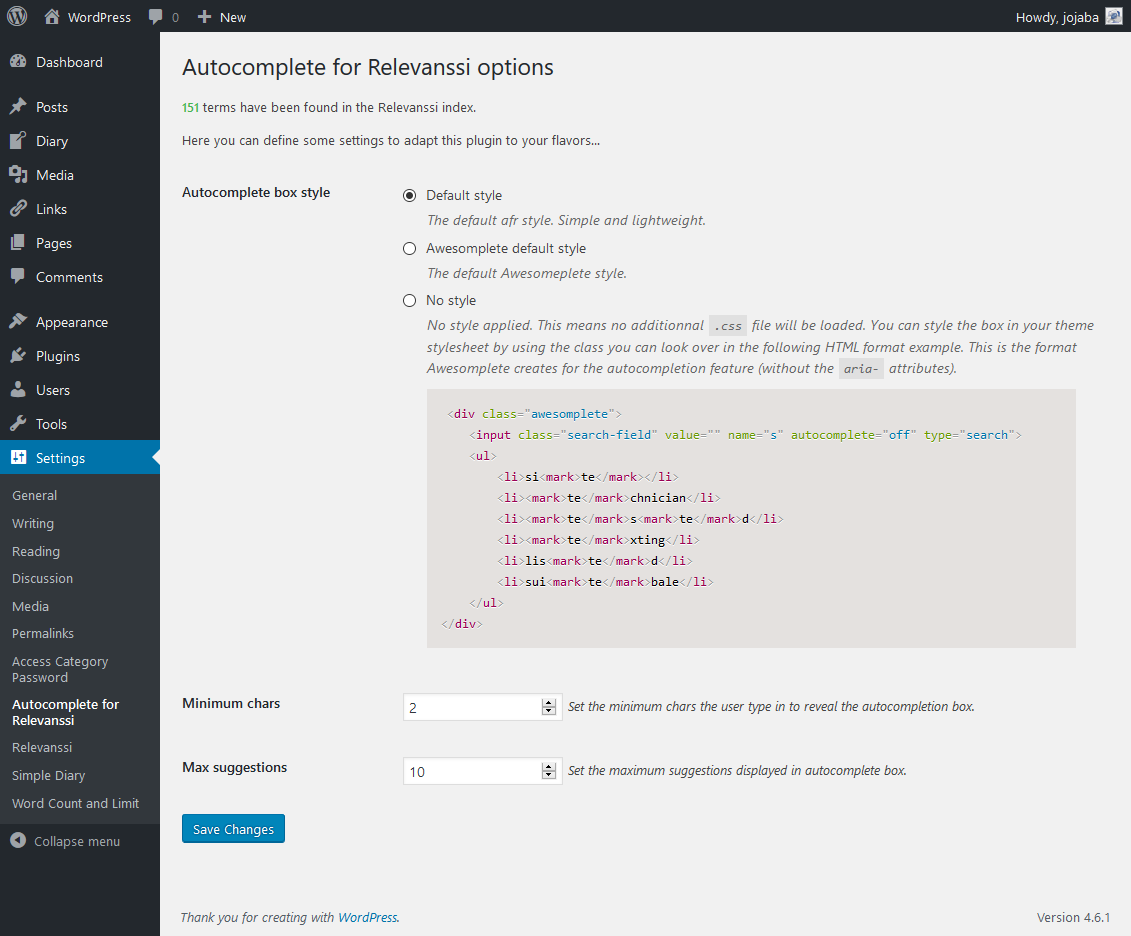 WordPress 0 New Howdy, jojaba
Dashboard
Posts
Diary
Media
Links
Pages
Comments
Appearance
Plugins
Users
Tools
Settings
General
Writing
Reading
Discussion
Media
Permalinks
Access Category
Password
Autocomplete for
Relevanssi
Relevanssi
Simple Diary
Word Count and Limit
Collapse menu
Autocomplete for Relevanssi options
151 terms have been found in the Relevanssi index.
Here you can define some settings to adapt this plugin to your flavors...
Autocomplete box style
Default style
The default afr style. Simple and lightweight.
Awesomplete default style
The default Awesomeplete style.
No style
No style applied. This means no additionnal .css file will be loaded. You can style the box in your theme
stylesheet by using the class you can look over in the following HTML format example. This is the format
Awesomplete creates for the autocompletion feature (without the aria- attributes).
<div class="awesomplete">
<input class="search-field" value="" name="s" autocomplete="off" type="search">
<ul>
<li>si<mark>te</mark></li>
<li><mark>te</mark>chnician</li>
<li><mark>te</mark>s<mark>te</mark>d</li>
<li><mark>te</mark>xting</li>
<li>lis<mark>te</mark>d</li>
<li>sui<mark>te</mark>bale</li>
</ul>
</div>
Minimum chars 2 Set the minimum chars the user type in to reveal the autocompletion box.
Max suggestions 10 Set the maximum suggestions displayed in autocomplete box.
Save Changes
Thank you for creating with WordPress. Version 4.6.1